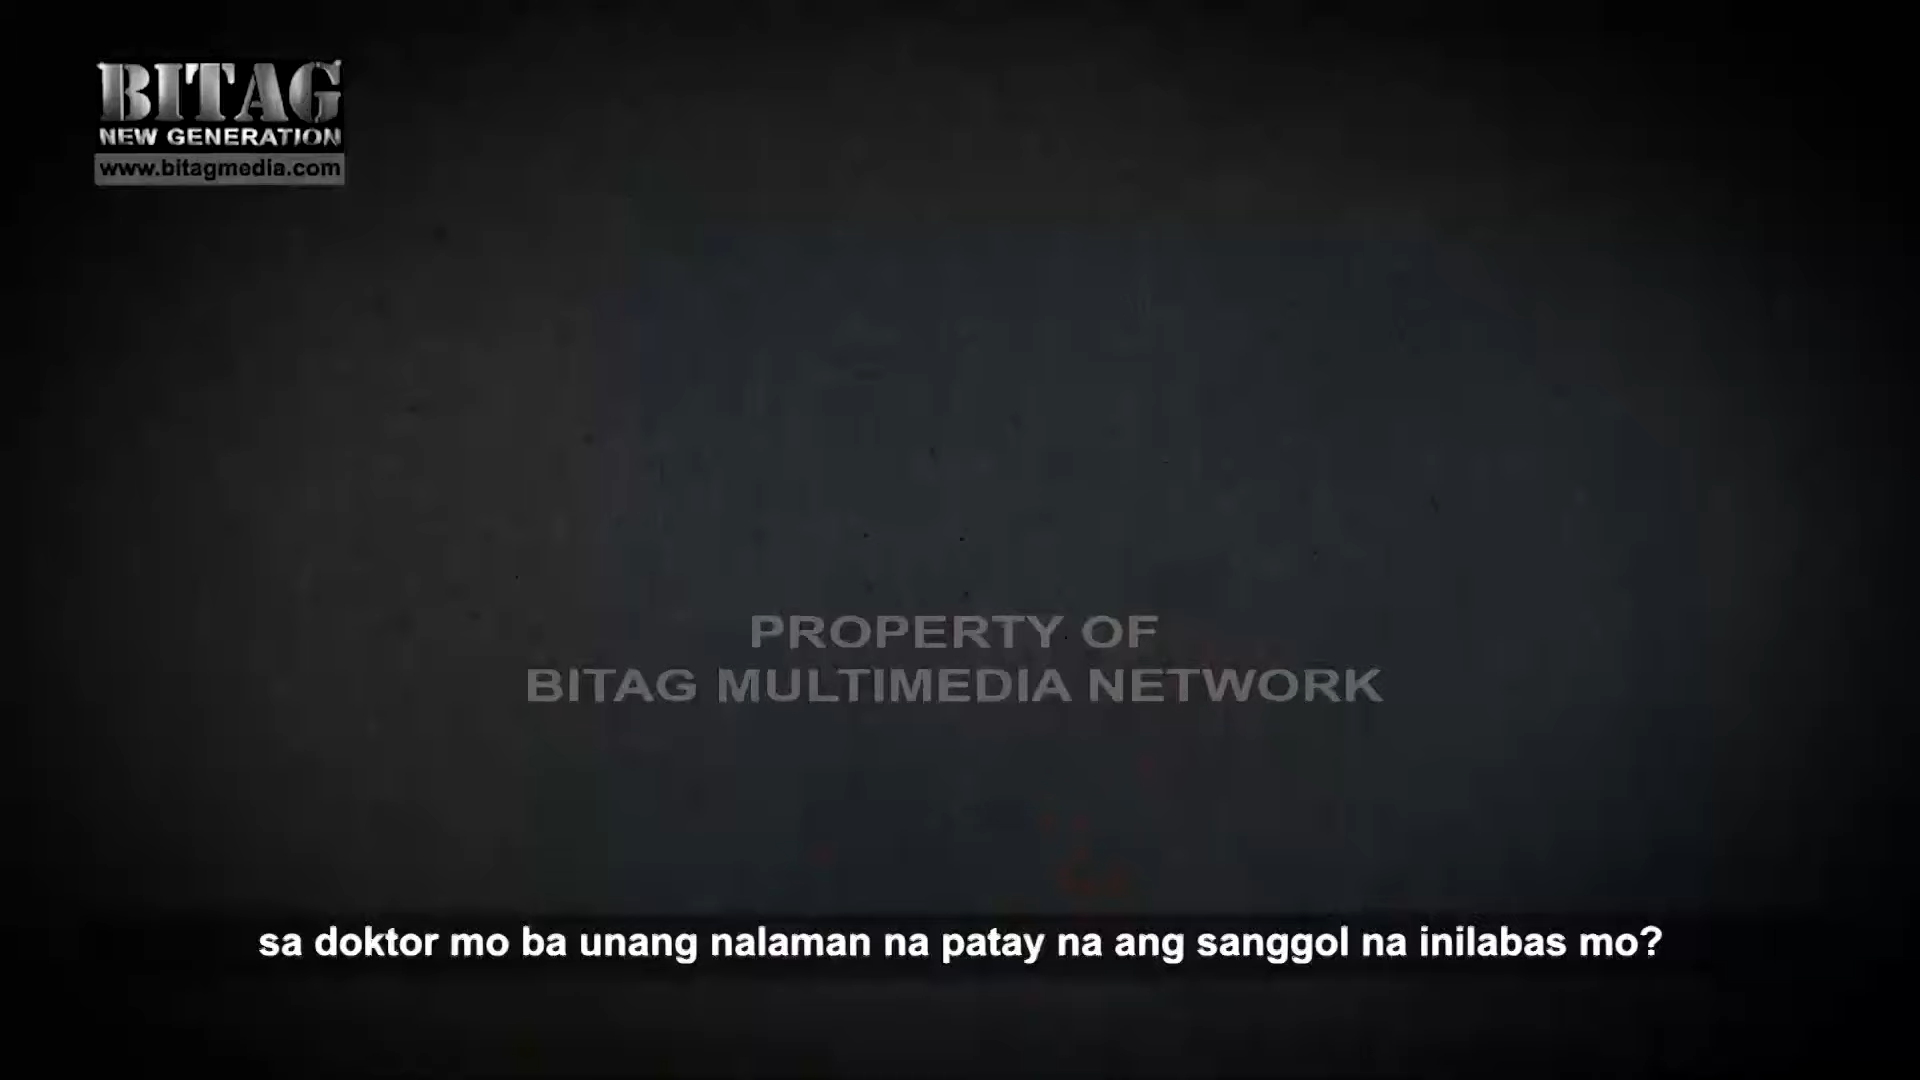 BITAG
NEW GENERATION
www.bitagmedia.com
PROPERTY OF
BITAG MULTIMEDIA NETWORK
sa doktor mo ba unang nalaman na patay na ang sanggol na inilabas mo?